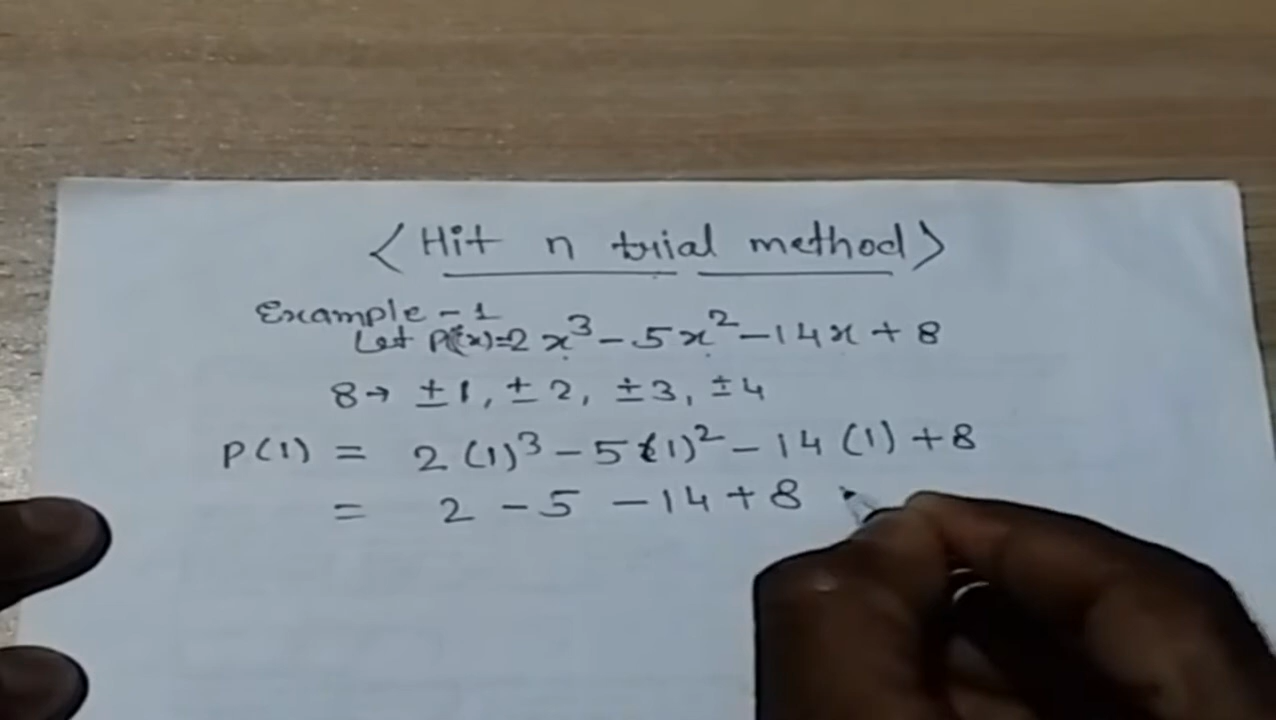 <Hit n trial method>
Example - 1
Let P(x)=2x³-5x²-14x+8
8→ ±1, ±2, ±3, ±4
P(1) = 2(1)³-5(1)²-14(1)+8
= 2-5-14+8